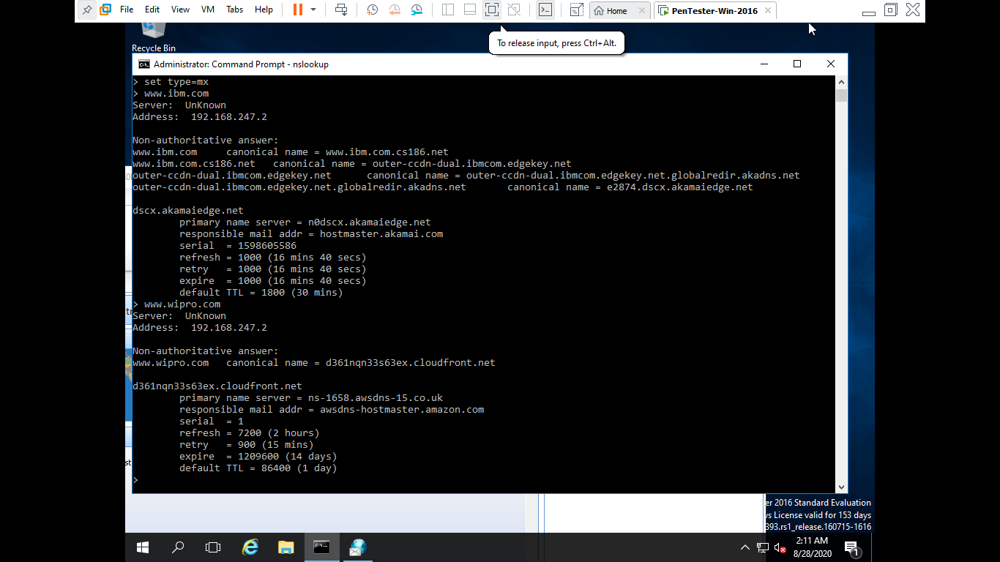 File Edit View VM Tabs Help Home PenTester-Win-2016
To release input, press Ctrl+Alt.
Recycle Bin
Administrator: Command Prompt - nslookup
> set type=mx
> www.ibm.com
Server:  UnKnown
Address:  192.168.247.2
Non-authoritative answer:
www.ibm.com     canonical name = www.ibm.com.cs186.net
www.ibm.com.cs186.net   canonical name = outer-ccdn-dual.ibmcom.edgekey.net
outer-ccdn-dual.ibmcom.edgekey.net      canonical name = outer-ccdn-dual.ibmcom.edgekey.net.globalredir.akadns.net
outer-ccdn-dual.ibmcom.edgekey.net.globalredir.akadns.net       canonical name = e2874.dscx.akamaiedge.net
dscx.akamaiedge.net
        primary name server = n0dscx.akamaiedge.net
        responsible mail addr = hostmaster.akamai.com
        serial  = 1598605586
        refresh = 1000 (16 mins 40 secs)
        retry   = 1000 (16 mins 40 secs)
        expire  = 1000 (16 mins 40 secs)
        default TTL = 1800 (30 mins)
> www.wipro.com
Server:  UnKnown
Address:  192.168.247.2
Non-authoritative answer:
www.wipro.com   canonical name = d361nqn33s63ex.cloudfront.net
d361nqn33s63ex.cloudfront.net
        primary name server = ns-1658.awsdns-15.co.uk
        responsible mail addr = awsdns-hostmaster.amazon.com
        serial  = 1
        refresh = 7200 (2 hours)
        retry   = 900 (15 mins)
        expire  = 1209600 (14 days)
        default TTL = 86400 (1 day)
>
er 2016 Standard Evaluation
License valid for 153 days
393.rs1_release.160715-1616
2:11 AM
8/28/2020
1